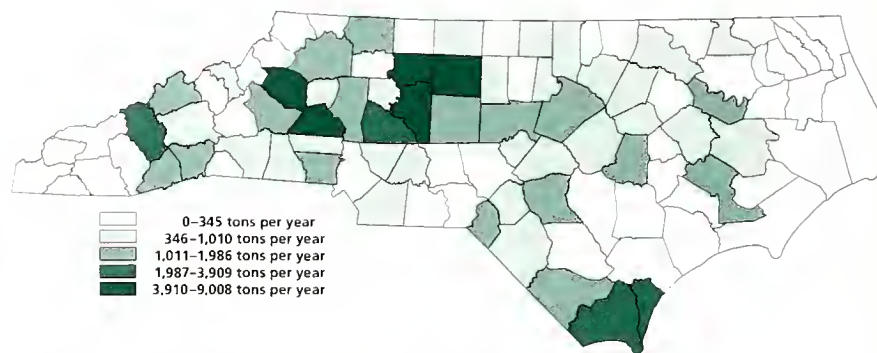 0–345 tons per year
346–1,010 tons per year
1,011–1,986 tons per year
1,987–3,909 tons per year
3,910–9,008 tons per year